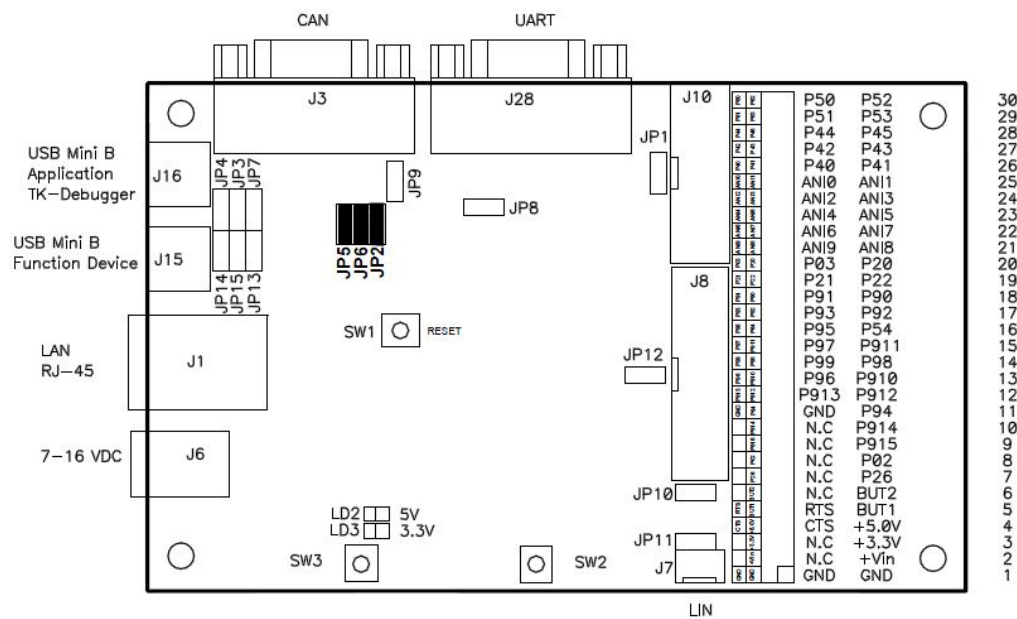 CAN UART
J3 J28 J10
JP1
USB Mini B
Application
TK-Debugger
J16
JP4 JP3 JP7
JP9
JP8
USB Mini B
Function Device
J15
JP5 JP6 JP2
JP14 JP15 JP13
J8
SW1 RESET
LAN
RJ-45
J1
JP12
7-16 VDC
J6
JP10
LD2 5V
LD3 3.3V
JP11
SW3 SW2 J7
LIN
P50 P52 30
P51 P53 29
P44 P45 28
P42 P43 27
P40 P41 26
ANI0 ANI1 25
ANI2 ANI3 24
ANI4 ANI5 23
ANI6 ANI7 22
ANI9 ANI8 21
P03 P20 20
P21 P22 19
P91 P90 18
P93 P92 17
P95 P54 16
P97 P911 15
P99 P98 14
P96 P910 13
P913 P912 12
GND P94 11
N.C P914 10
N.C P915 9
N.C P02 8
N.C P26 7
N.C BUT2 6
RTS BUT1 5
CTS +5.0V 4
N.C +3.3V 3
N.C +Vin 2
GND GND 1